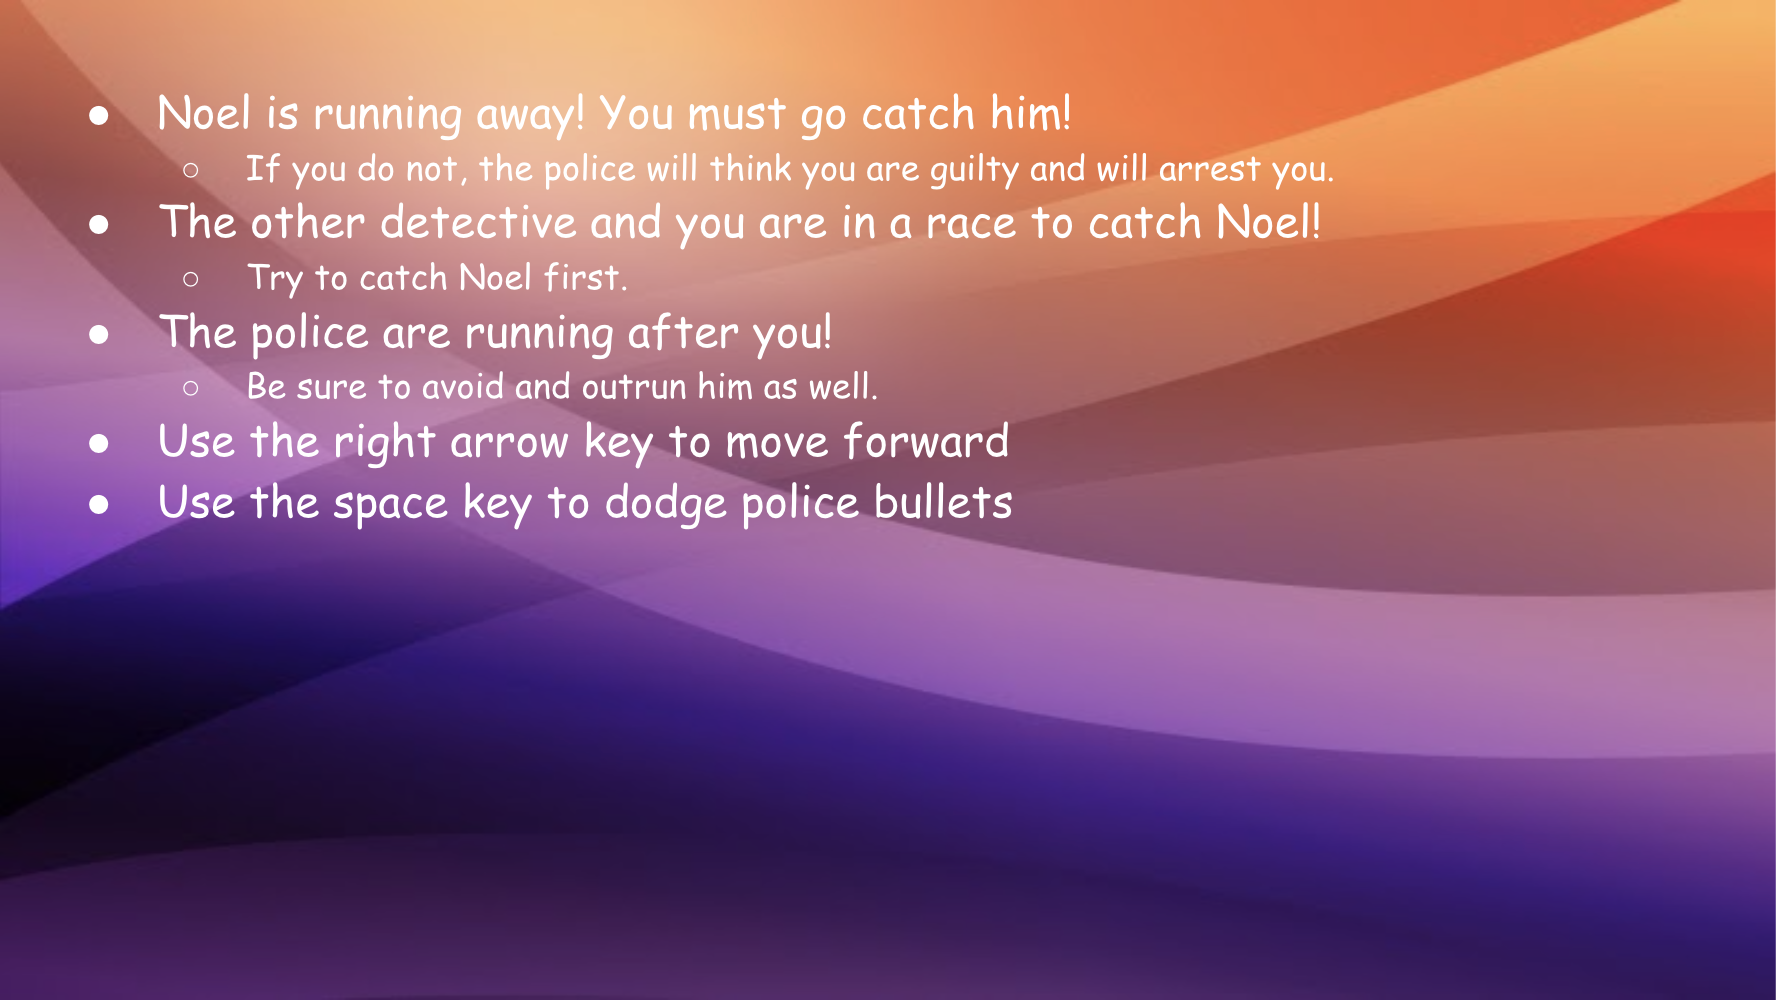 ● Noel is running away! You must go catch him!
○ If you do not, the police will think you are guilty and will arrest you.
● The other detective and you are in a race to catch Noel!
○ Try to catch Noel first.
● The police are running after you!
○ Be sure to avoid and outrun him as well.
● Use the right arrow key to move forward
● Use the space key to dodge police bullets